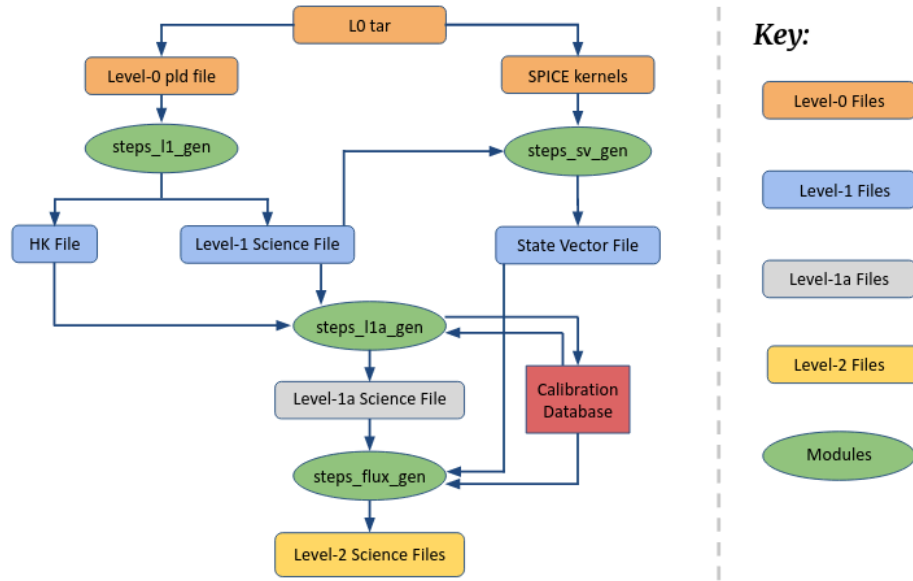 L0 tar
Key:
Level-0 pld file
SPICE kernels
Level-0 Files
steps_l1_gen
steps_sv_gen
Level-1 Files
HK File
Level-1 Science File
State Vector File
Level-1a Files
steps_l1a_gen
Level-2 Files
Level-1a Science File
Calibration
Database
Modules
steps_flux_gen
Level-2 Science Files